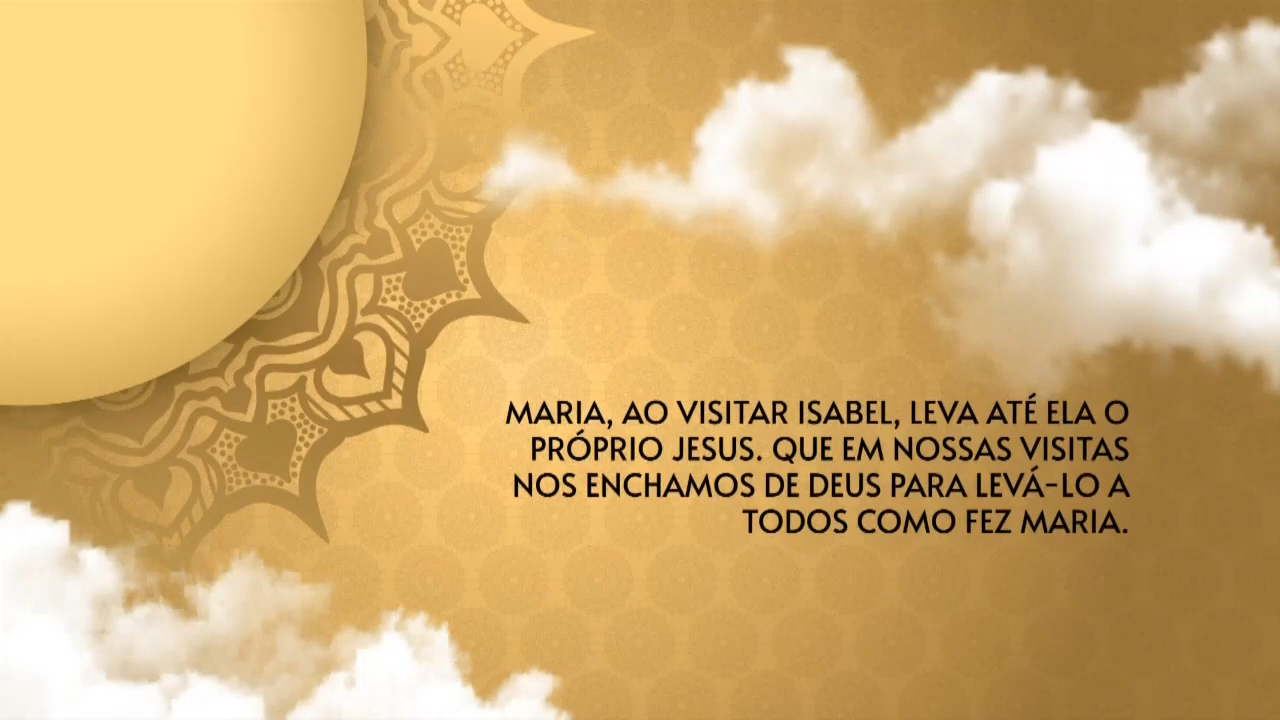 MARIA, AO VISITAR ISABEL, LEVA ATÉ ELA O
PRÓPRIO JESUS. QUE EM NOSSAS VISITAS
NOS ENCHAMOS DE DEUS PARA LEVÁ-LO A
TODOS COMO FEZ MARIA.